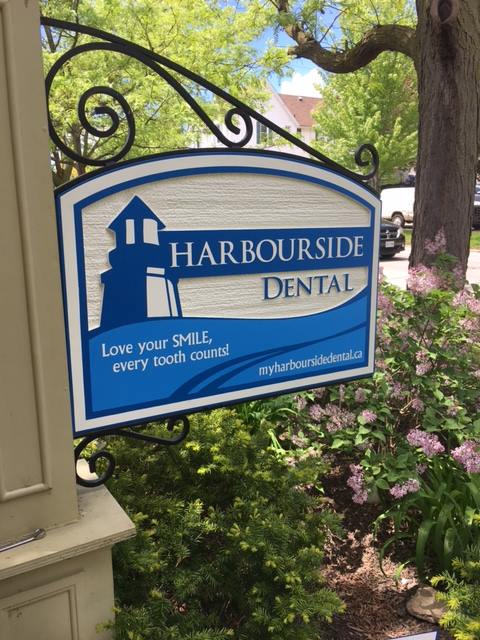 HARBOURSIDE
DENTAL
Love your SMILE,
every tooth counts!
myharboursidedental.ca